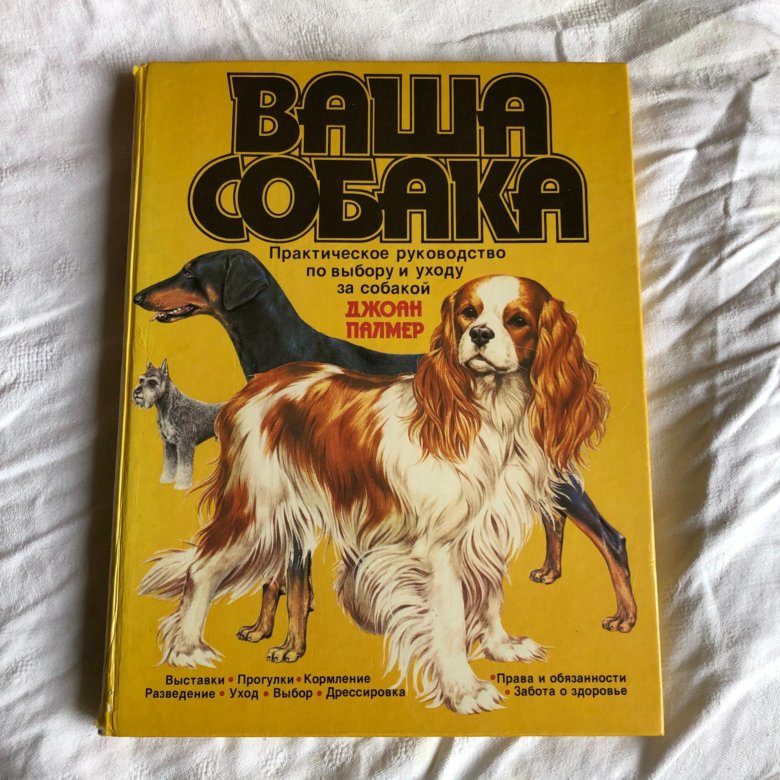 ВАША
СОБАКА
Практическое руководство
по выбору и уходу
за собакой
ДЖОАН
ПАЛМЕР
Выставки • Прогулки • Кормление
Разведение • Уход • Выбор • Дрессировка
• Права и обязанности
• Забота о здоровье